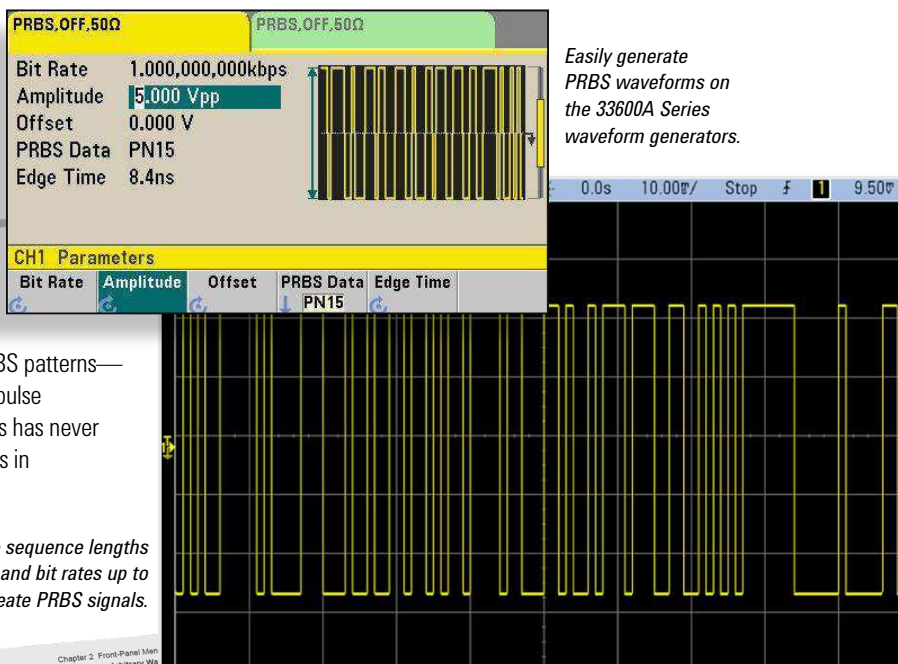 PRBS,OFF,50Ω
PRBS,OFF,50Ω
Bit Rate 1.000,000,000kbps
Amplitude 5.000 Vpp
Offset 0.000 V
PRBS Data PN15
Edge Time 8.4ns
CH1 Parameters
Bit Rate Amplitude Offset PRBS Data Edge Time
PN15
Easily generate
PRBS waveforms on
the 33600A Series
waveform generators.
0.0s 10.00 / Stop 1 9.50
BS patterns—
pulse
s has never
s in
sequence lengths
and bit rates up to
eate PRBS signals.
Chapter 2 Front-Panel Men